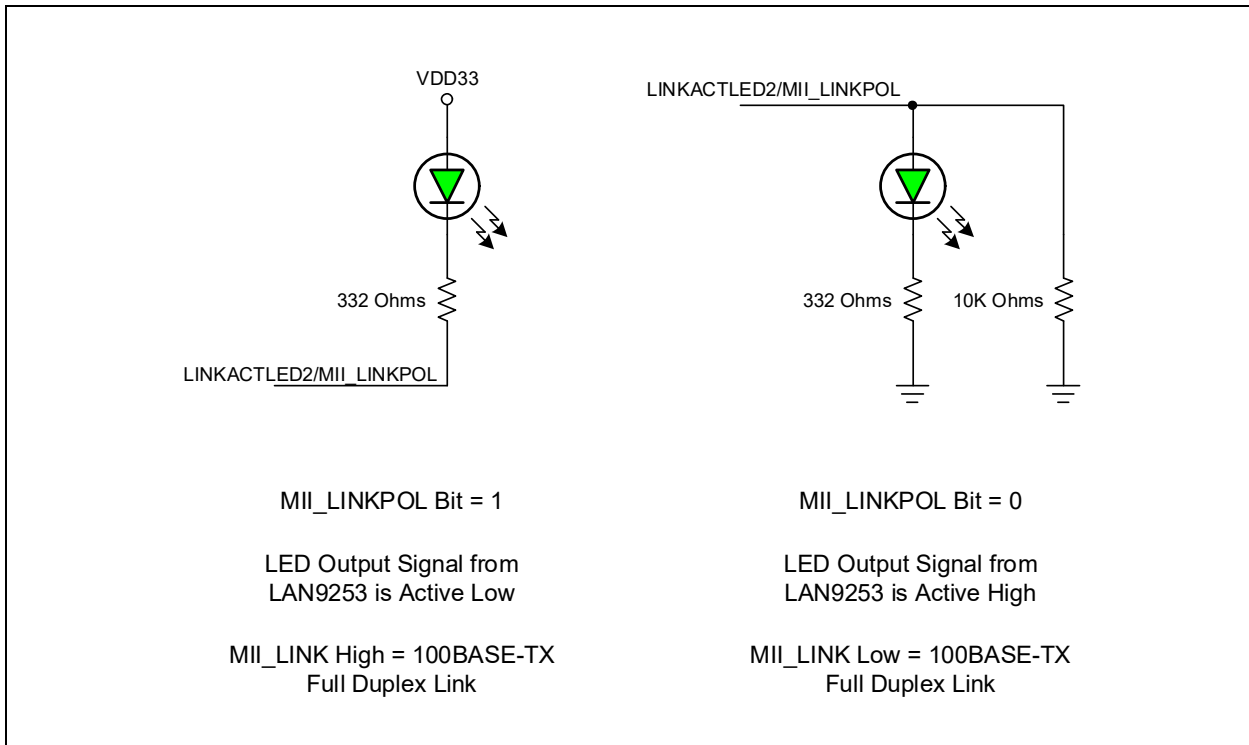 VDD33
332 Ohms
LINKACTLED2/MII_LINKPOL
MII_LINKPOL Bit = 1
LED Output Signal from
LAN9253 is Active Low
MII_LINK High = 100BASE-TX
Full Duplex Link
LINKACTLED2/MII_LINKPOL
332 Ohms
10K Ohms
MII_LINKPOL Bit = 0
LED Output Signal from
LAN9253 is Active High
MII_LINK Low = 100BASE-TX
Full Duplex Link